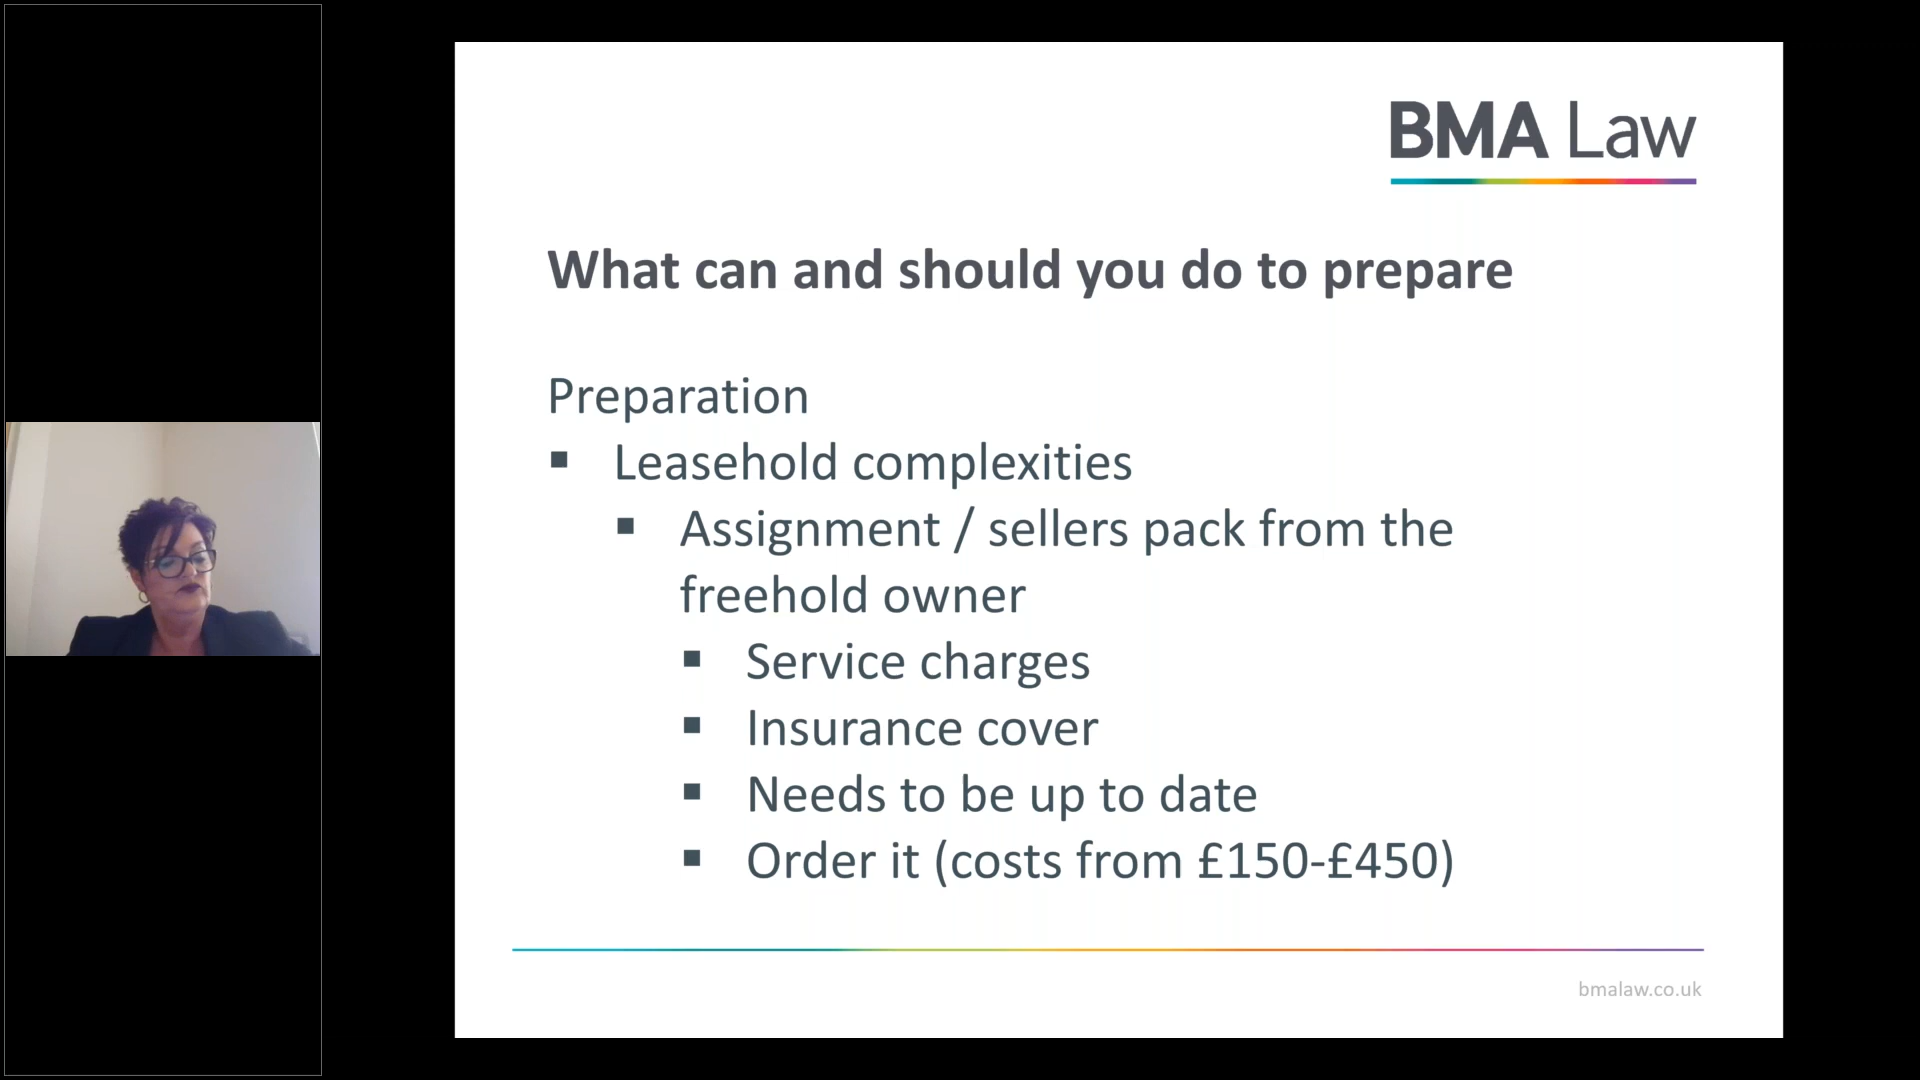 BMA Law
What can and should you do to prepare
Preparation
▪ Leasehold complexities
▪ Assignment / sellers pack from the
freehold owner
▪ Service charges
▪ Insurance cover
▪ Needs to be up to date
▪ Order it (costs from £150-£450)
bmalaw.co.uk